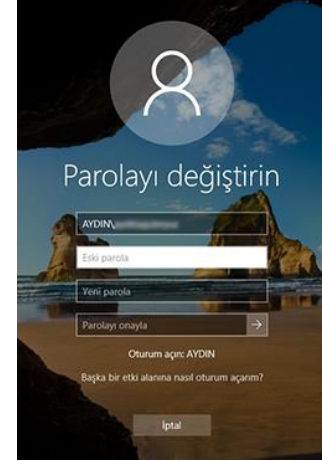 Parolayı değiştirin
AYDIN\
Eski parola
Yeni parola
Parolayı onayla
Oturum açın: AYDIN
Başka bir etki alanına nasıl oturum açarım?
İptal